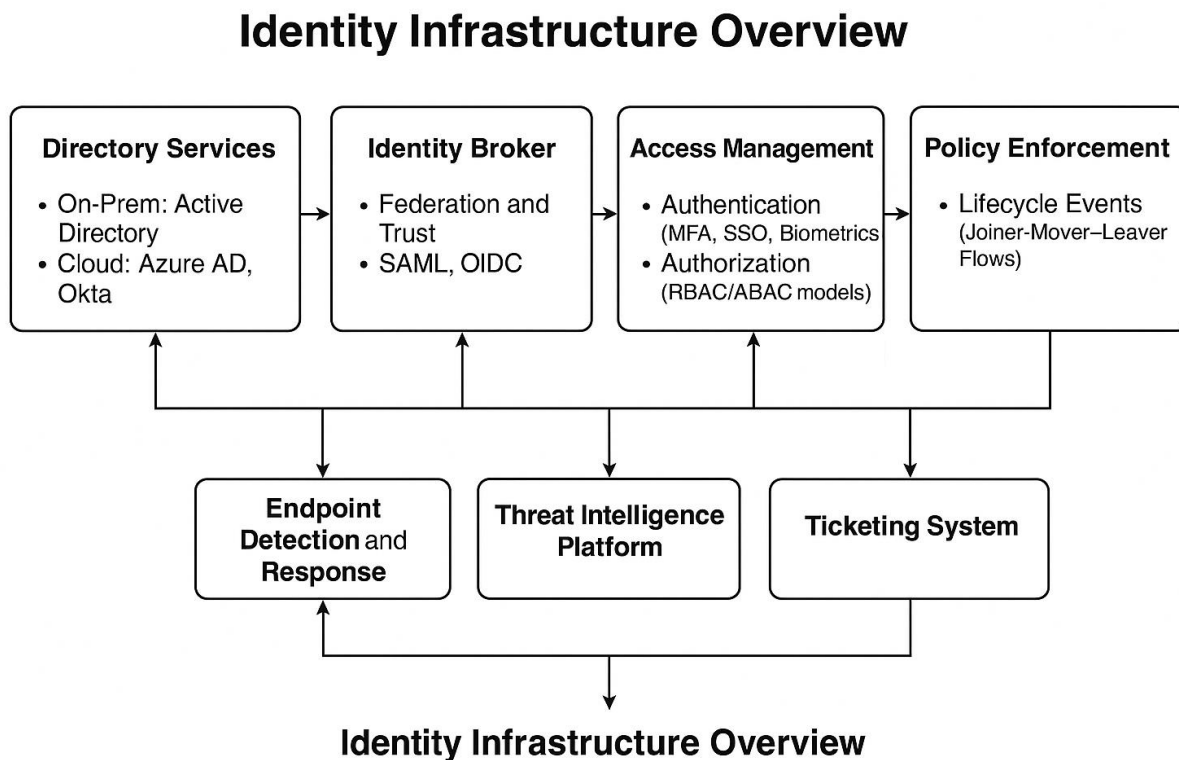 Identity Infrastructure Overview
Directory Services
• On-Prem: Active
Directory
• Cloud: Azure AD,
Okta
Identity Broker
• Federation and
Trust
• SAML, OIDC
Access Management
• Authentication
(MFA, SSO, Biometrics
• Authorization
(RBAC/ABAC models)
Policy Enforcement
• Lifecycle Events
(Joiner-Mover–Leaver
Flows)
Endpoint
Detection and
Response
Threat Intelligence
Platform
Ticketing System
Identity Infrastructure Overview